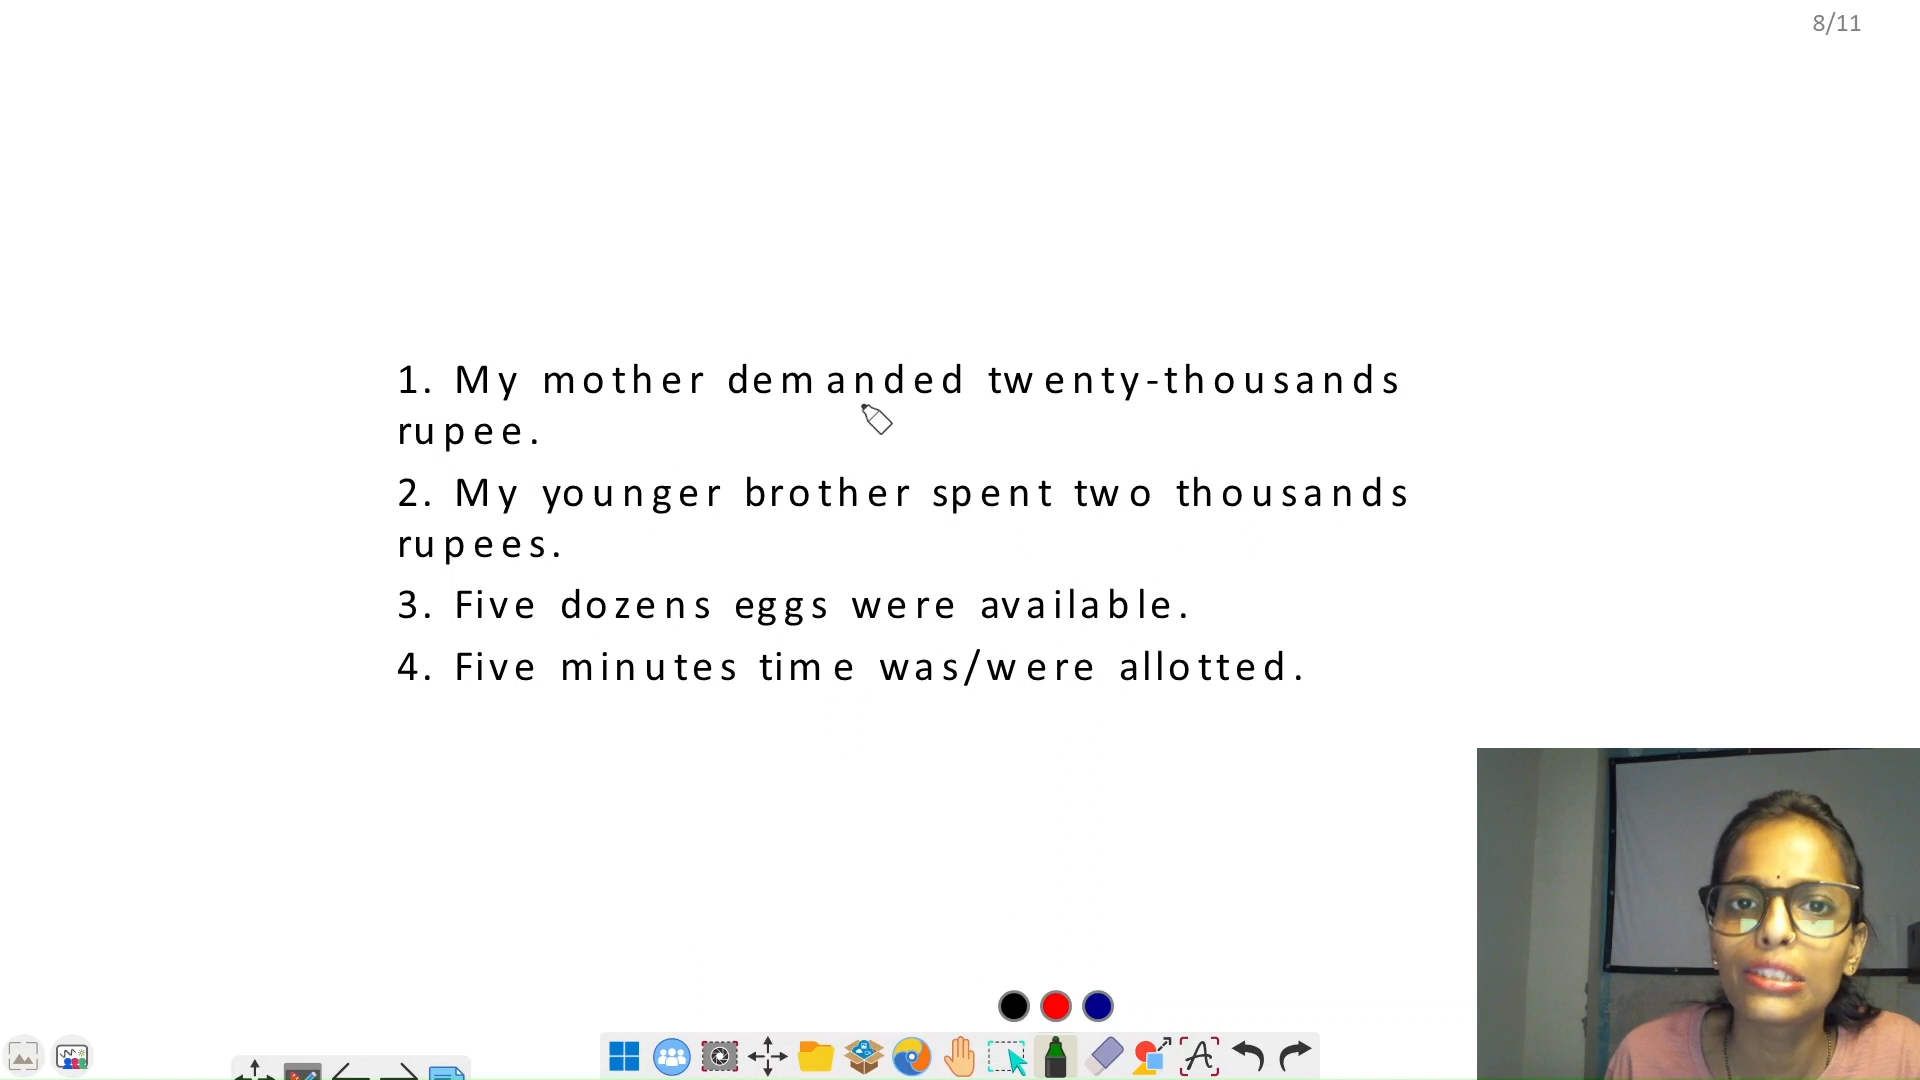 8/11
1. My mother demanded twenty-thousands
rupee.
2. My younger brother spent two thousands
rupees.
3. Five dozens eggs were available.
4. Five minutes time was/were allotted.